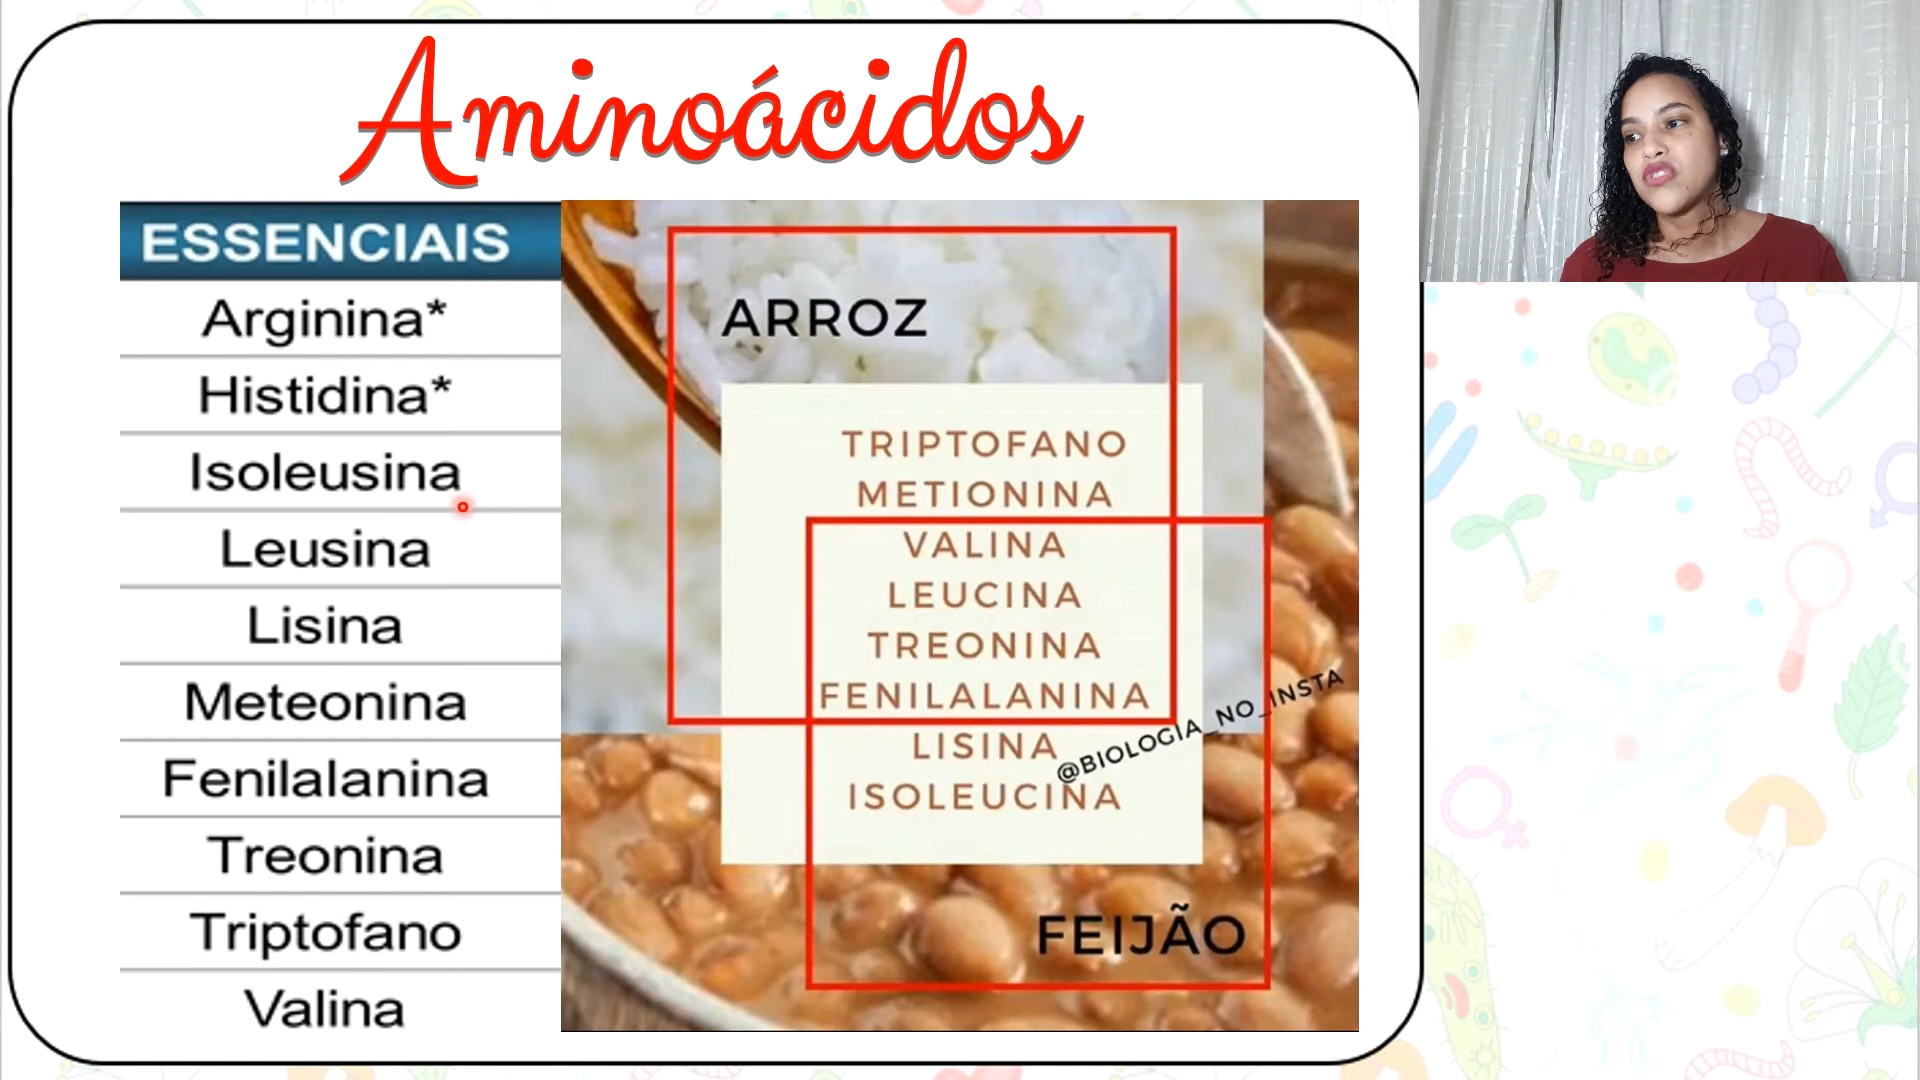 Aminoácidos
ESSENCIAIS
Arginina*
Histidina*
Isoleusina
Leusina
Lisina
Meteonina
Fenilalanina
Treonina
Triptofano
Valina
ARROZ
TRIPTOFANO
METIONINA
VALINA
LEUCINA
TREONINA
FENILALANINA
LISINA
ISOLEUCINA
@BIOLOGIA_NO_INSTA
FEIJÃO